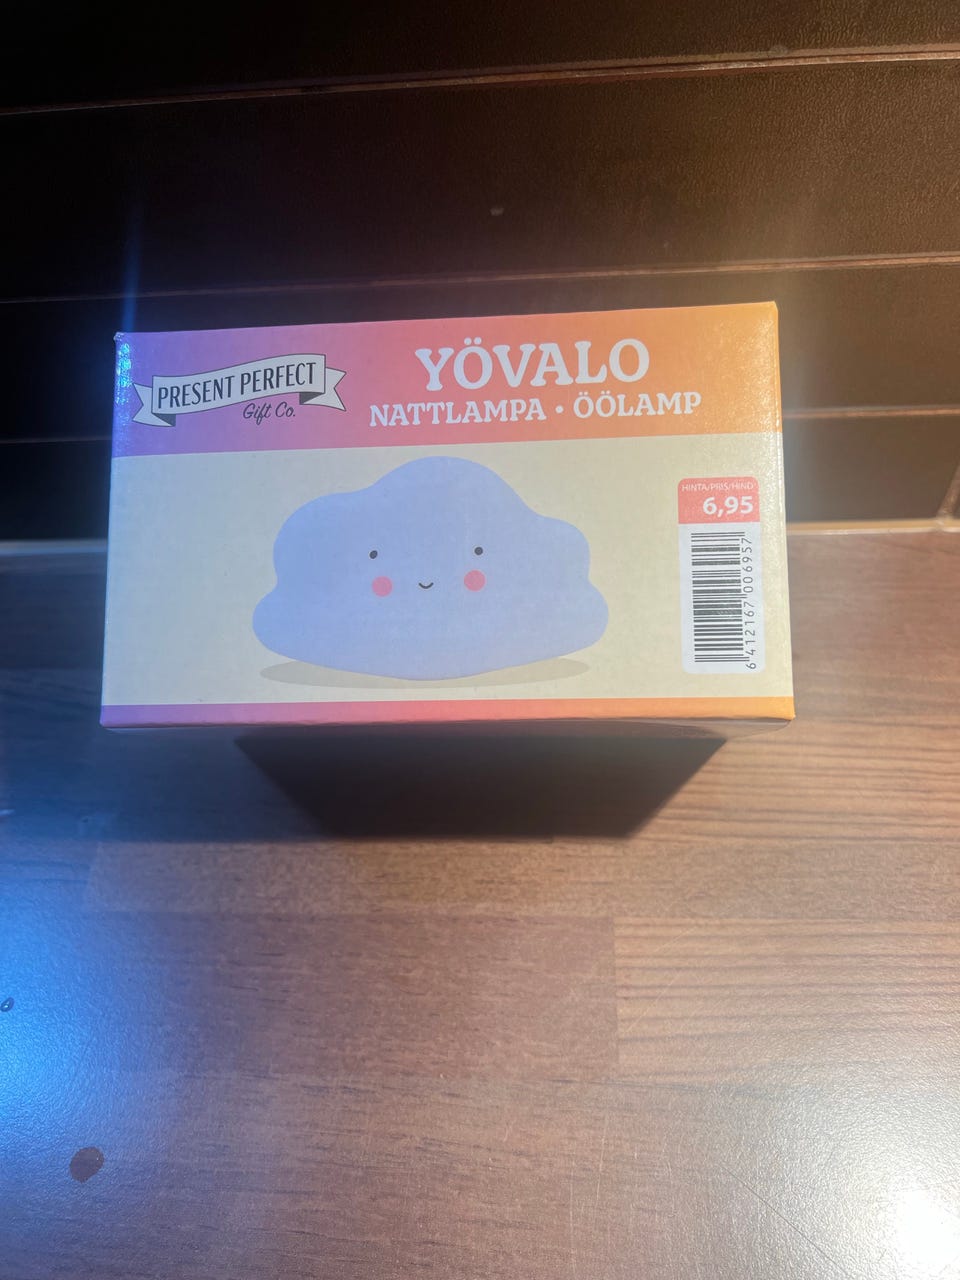 PRESENT PERFECT
Gift Co.
YÖVALO
NATTLAMPA • ÖÖLAMP
HINTA/PRIS/HIND
6,95
6 412167 006957